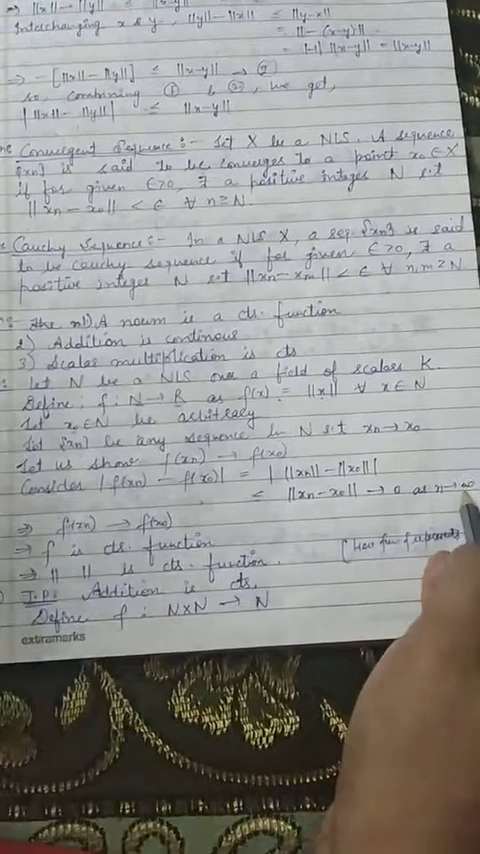 ⇒ ||x|| - ||y|| ≤ ||x-y||
Interchanging x & y, ||y|| - ||x|| ≤ ||y-x||
= ||-(x-y)||
= |-1| ||x-y|| = ||x-y||
⇒ -[||x|| - ||y||] ≤ ||x-y|| → ②
so, combining ① & ②, we get,
| ||x|| - ||y|| | ≤ ||x-y||
Convergent Sequence :- Let X be a NLS. A sequence
{xn} is said to be converges to a point x0 ∈ X
if for given ∈>0, ∃ a positive integer N s.t
||xn - x0|| < ∈ ∀ n≥N
Cauchy Sequence :- In a NLS X, a seq {xn} is said
to be cauchy sequence if for given ∈>0, ∃ a
positive integer N s.t ||xn-xm|| < ∈ ∀ n,m ≥ N
1) A norm is a cts. function
2) Addition is continous
3) Scalar multiplication is cts
Let N be a NLS over a field of scalars K.
Define; f: N → R as f(x) = ||x|| ∀ x∈N
Let x0∈N be arbitrary
Let {xn} be any sequence in N s.t xn → x0
Let us show f(xn) → f(x0)
Consider |f(xn) - f(x0)| = | ||xn|| - ||x0|| |
≤ ||xn-x0|| → 0 as n→∞
⇒ f(xn) → f(x0)
⇒ f is cts. function
⇒ || || is cts. function.
T.P: Addition is cts.
Define f: N×N → N
extramarks